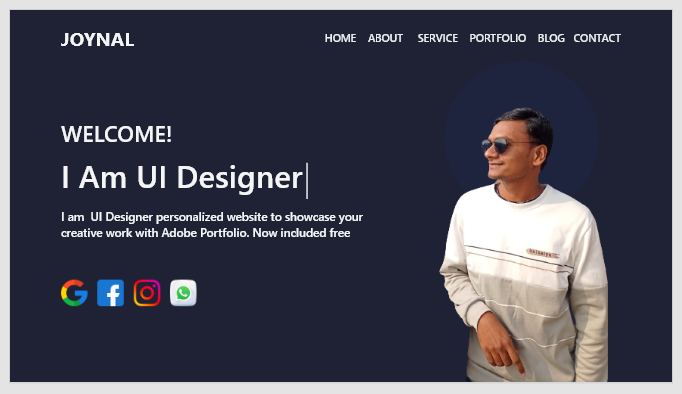 JOYNAL
HOME ABOUT SERVICE PORTFOLIO BLOG CONTACT
WELCOME!
I Am UI Designer
I am UI Designer personalized website to showcase your
creative work with Adobe Portfolio. Now included free